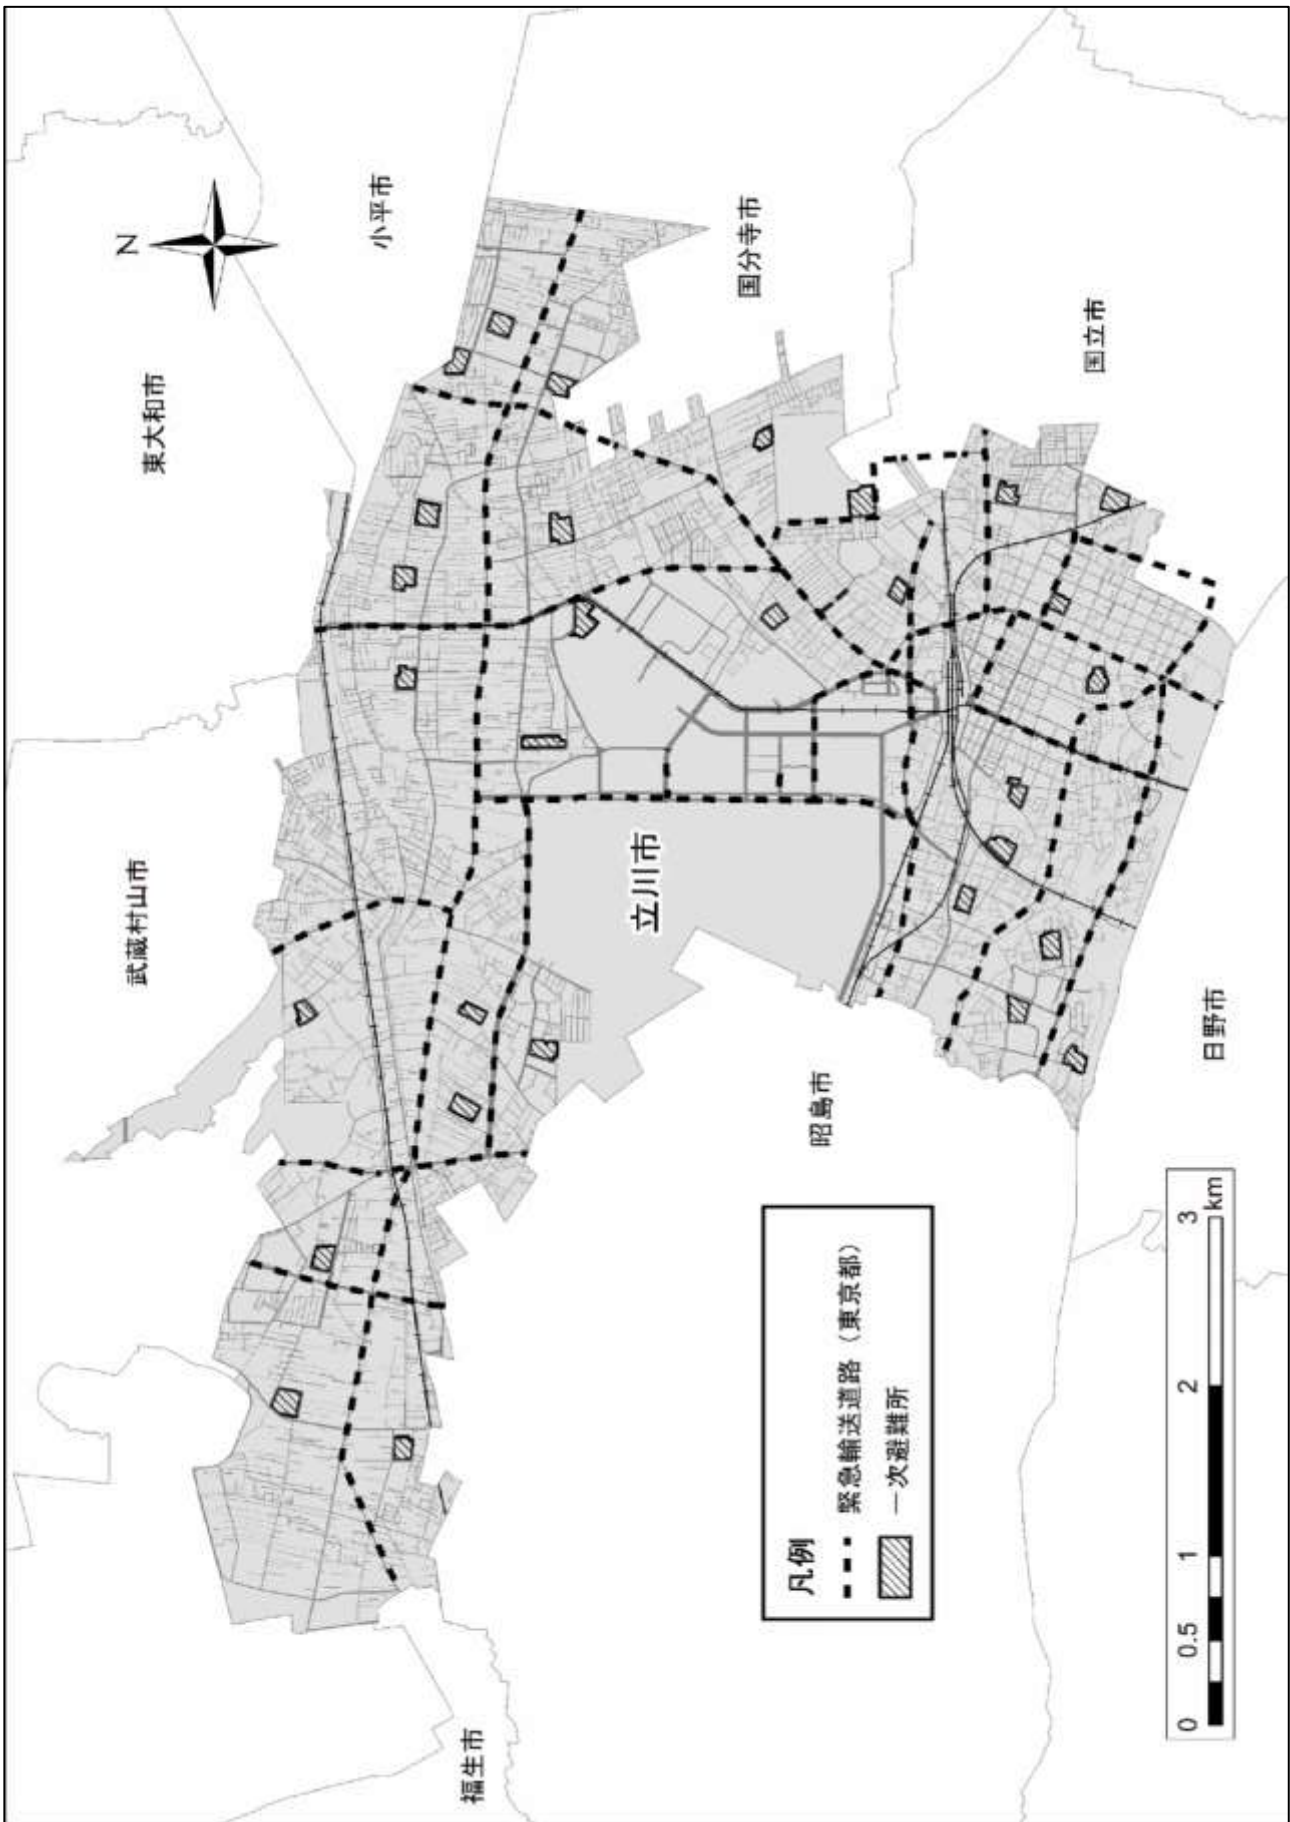 N
東大和市
小平市
武蔵村山市
国分寺市
国立市
立川市
昭島市
日野市
福生市
凡例
緊急輸送道路（東京都）
一次避難所
0
0.5
1
2
3
km